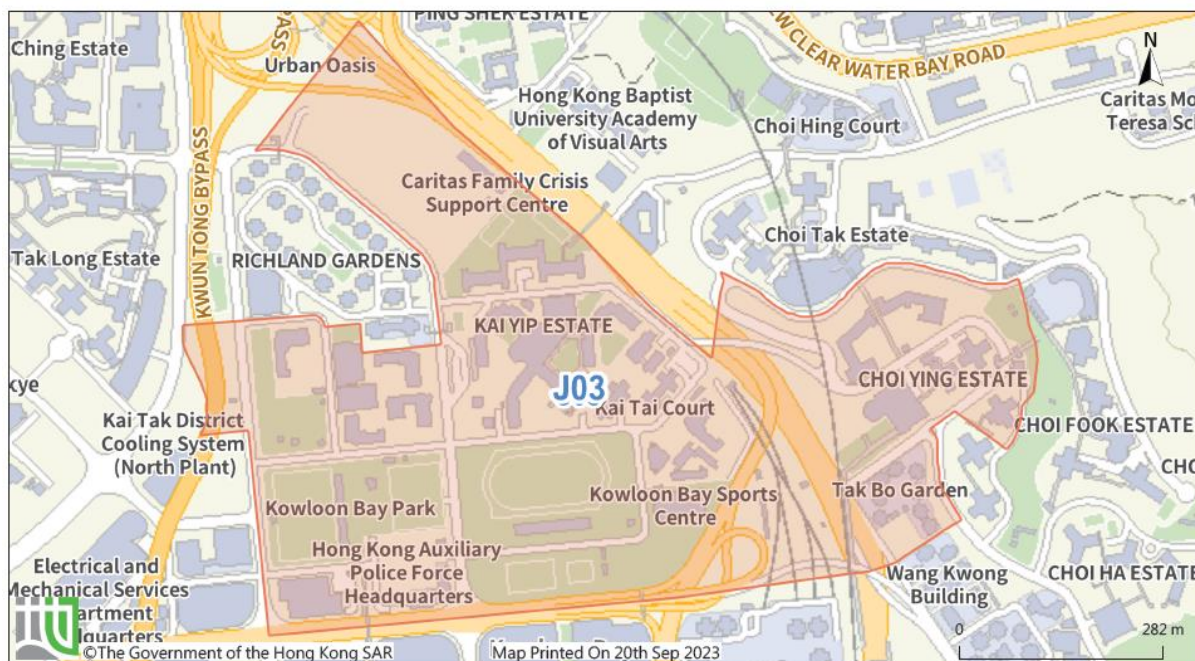 PING SHEK ESTATE
Ching Estate
Urban Oasis
NEW CLEAR WATER BAY ROAD
N
Hong Kong Baptist
University Academy
of Visual Arts
Choi Hing Court
Caritas Mo
Teresa Sc
KWUN TONG BYPASS
Caritas Family Crisis
Support Centre
Choi Tak Estate
Tak Long Estate
RICHLAND GARDENS
KAI YIP ESTATE
J03
Kai Tai Court
CHOI YING ESTATE
Kai Tak District
Cooling System
(North Plant)
CHOI FOOK ESTATE
Kowloon Bay Park
Kowloon Bay Sports
Centre
Tak Bo Garden
Hong Kong Auxiliary
Police Force
Headquarters
Electrical and
Mechanical Services
Wang Kwong
Building
CHOI HA ESTATE
0
282 m
©The Government of the Hong Kong SAR
Map Printed On 20th Sep 2023